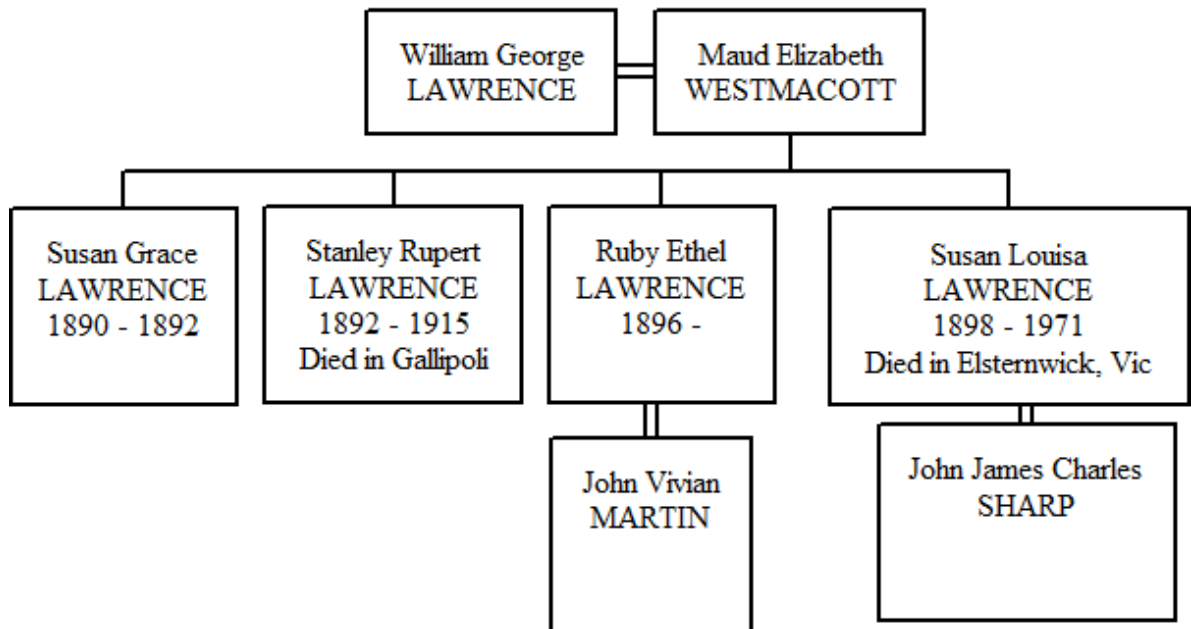 William George
LAWRENCE
Maud Elizabeth
WESTMACOTT
Susan Grace
LAWRENCE
1890 - 1892
Stanley Rupert
LAWRENCE
1892 - 1915
Died in Gallipoli
Ruby Ethel
LAWRENCE
1896 -
Susan Louisa
LAWRENCE
1898 - 1971
Died in Elsternwick, Vic
John Vivian
MARTIN
John James Charles
SHARP